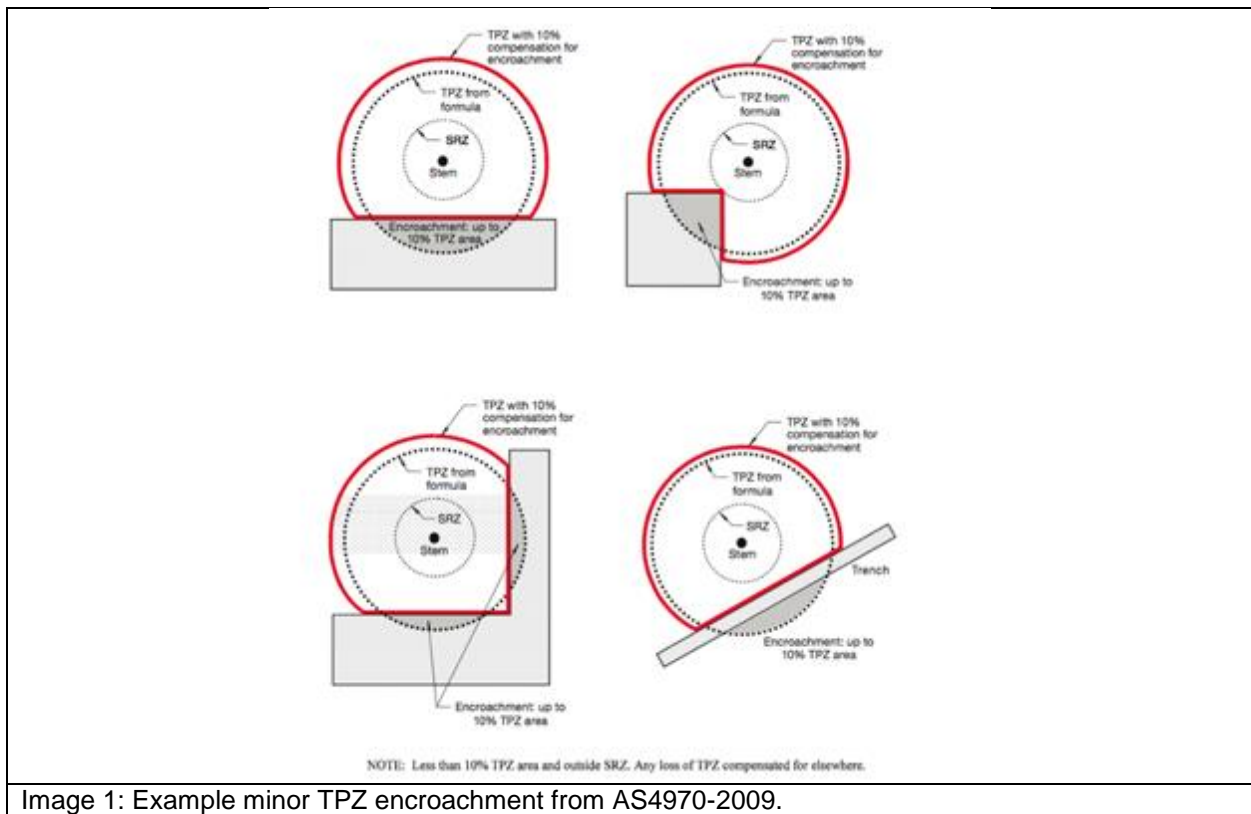 TPZ with 10%
compensation for
encroachment
TPZ from
formula
SRZ
Stem
Encroachment: up to
10% TPZ area
TPZ with 10%
compensation for
encroachment
TPZ from
formula
SRZ
Stem
Encroachment: up to
10% TPZ area
TPZ with 10%
compensation for
encroachment
TPZ from
formula
SRZ
Stem
Encroachment: up to
10% TPZ area
TPZ with 10%
compensation for
encroachment
TPZ from
formula
SRZ
Stem
Trench
Encroachment: up to
10% TPZ area
NOTE: Less than 10% TPZ area and outside SRZ. Any loss of TPZ compensated for elsewhere.
Image 1: Example minor TPZ encroachment from AS4970-2009.